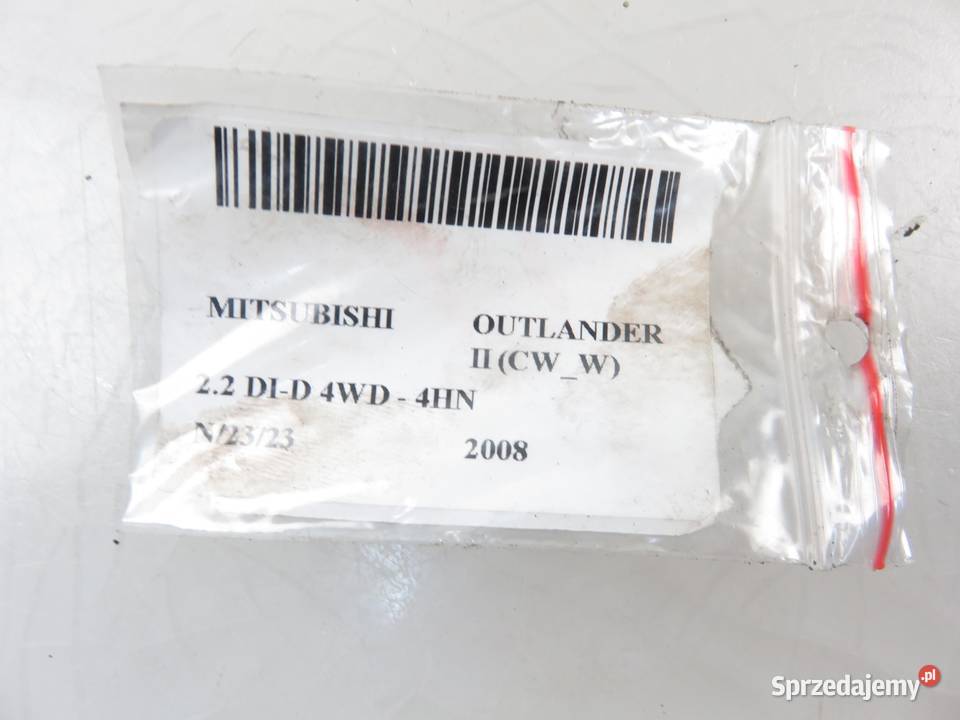 MITSUBISHI OUTLANDER
II (CW_W)
2.2 DI-D 4WD - 4HN
N/23/23 2008
Sprzedajemy.pl